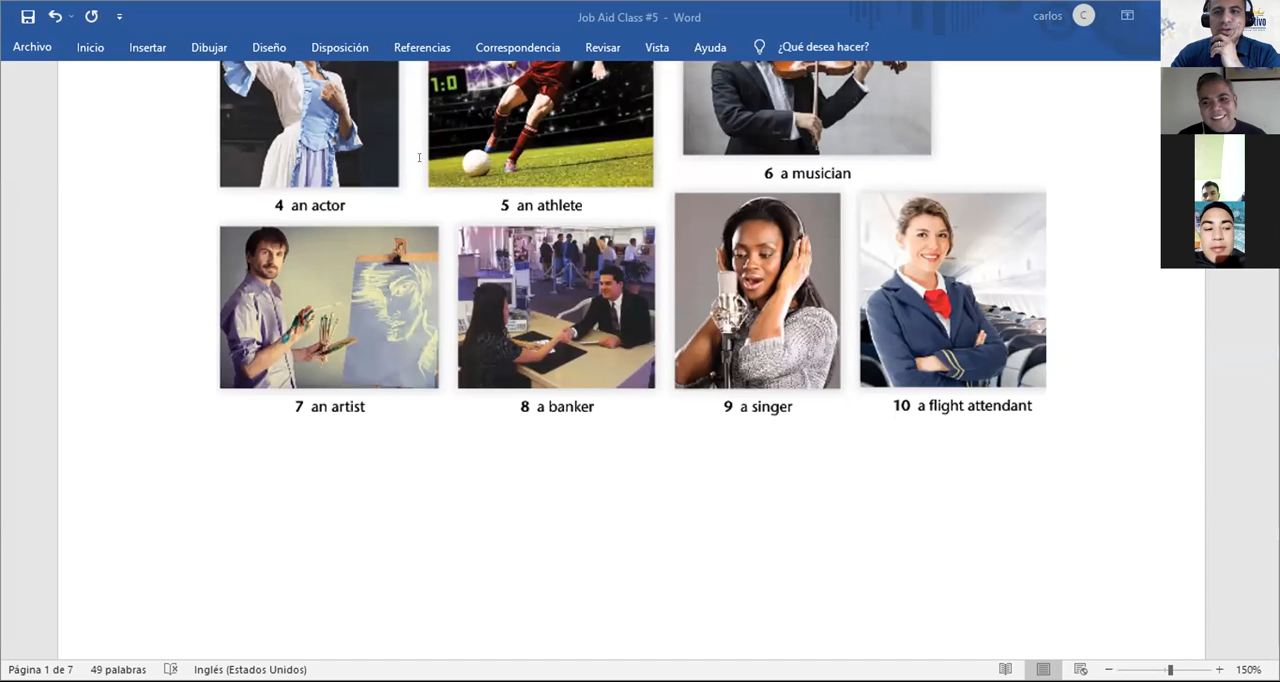 Job Aid Class #5 - Word
carlos
C
Archivo Inicio Insertar Dibujar Diseño Disposición Referencias Correspondencia Revisar Vista Ayuda ¿Qué desea hacer?
1:0
6 a musician
4 an actor
5 an athlete
7 an artist
8 a banker
9 a singer
10 a flight attendant
Página 1 de 7 49 palabras Inglés (Estados Unidos) 150%